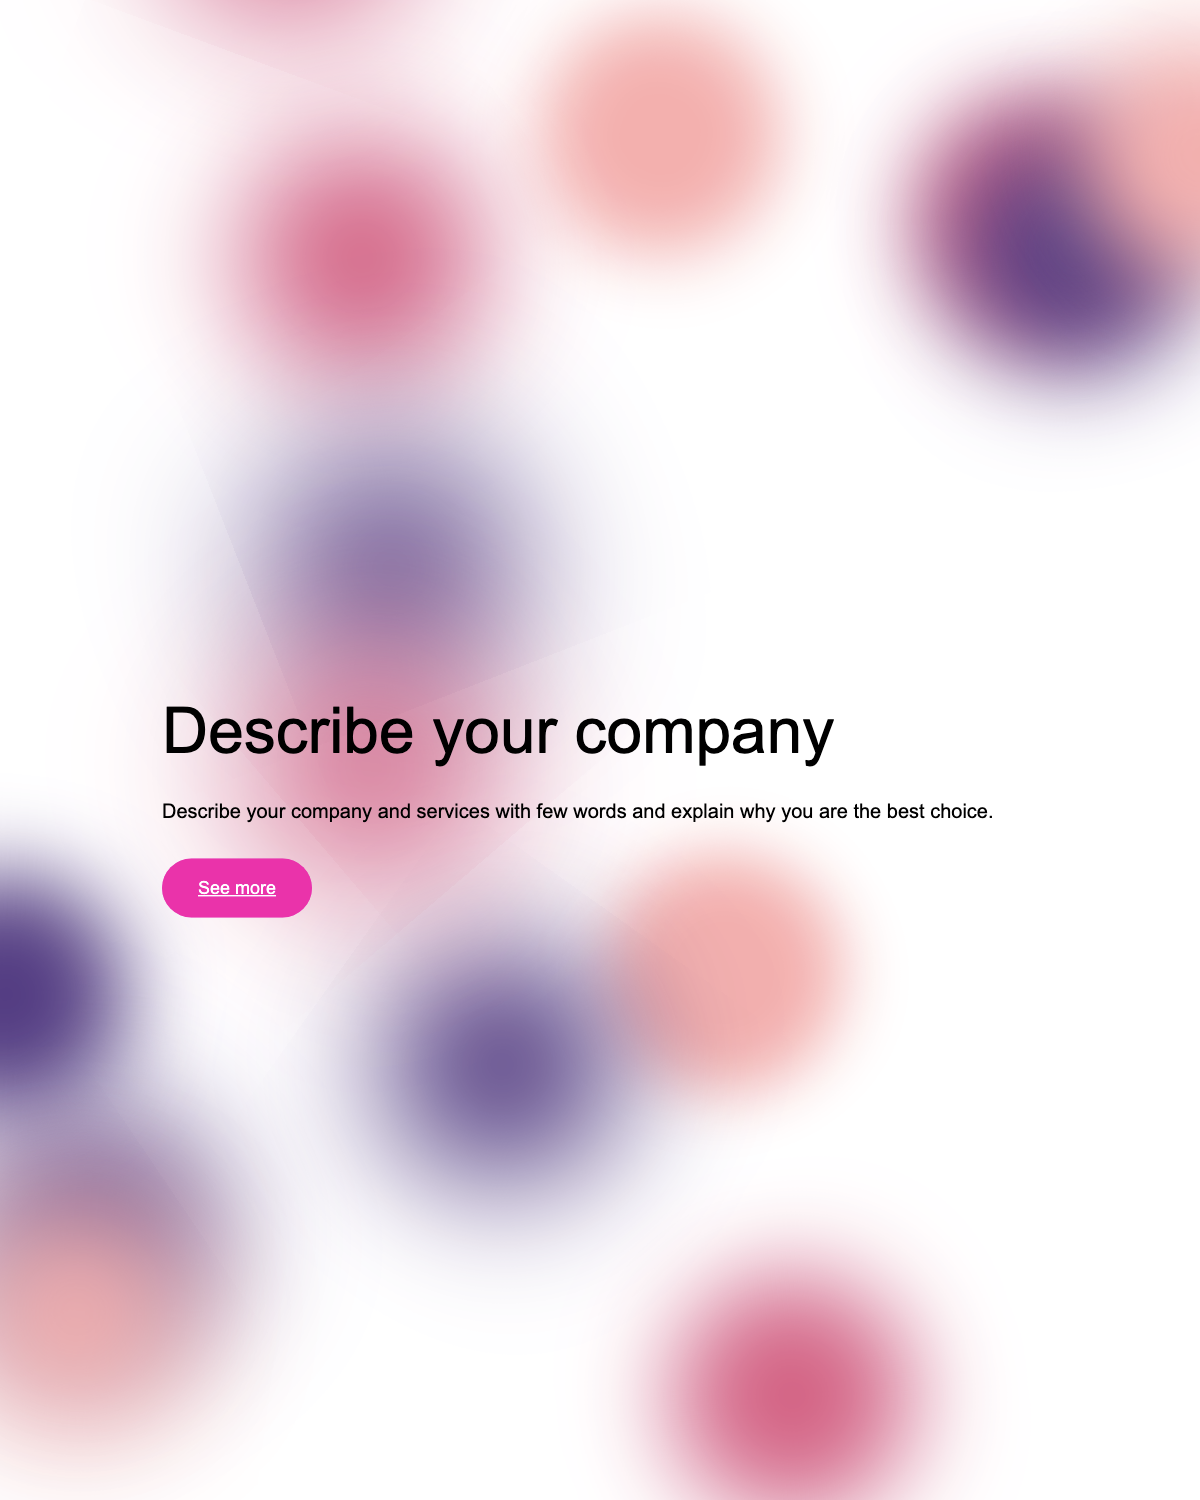 Describe your company
Describe your company and services with few words and explain why you are the best choice.
See more